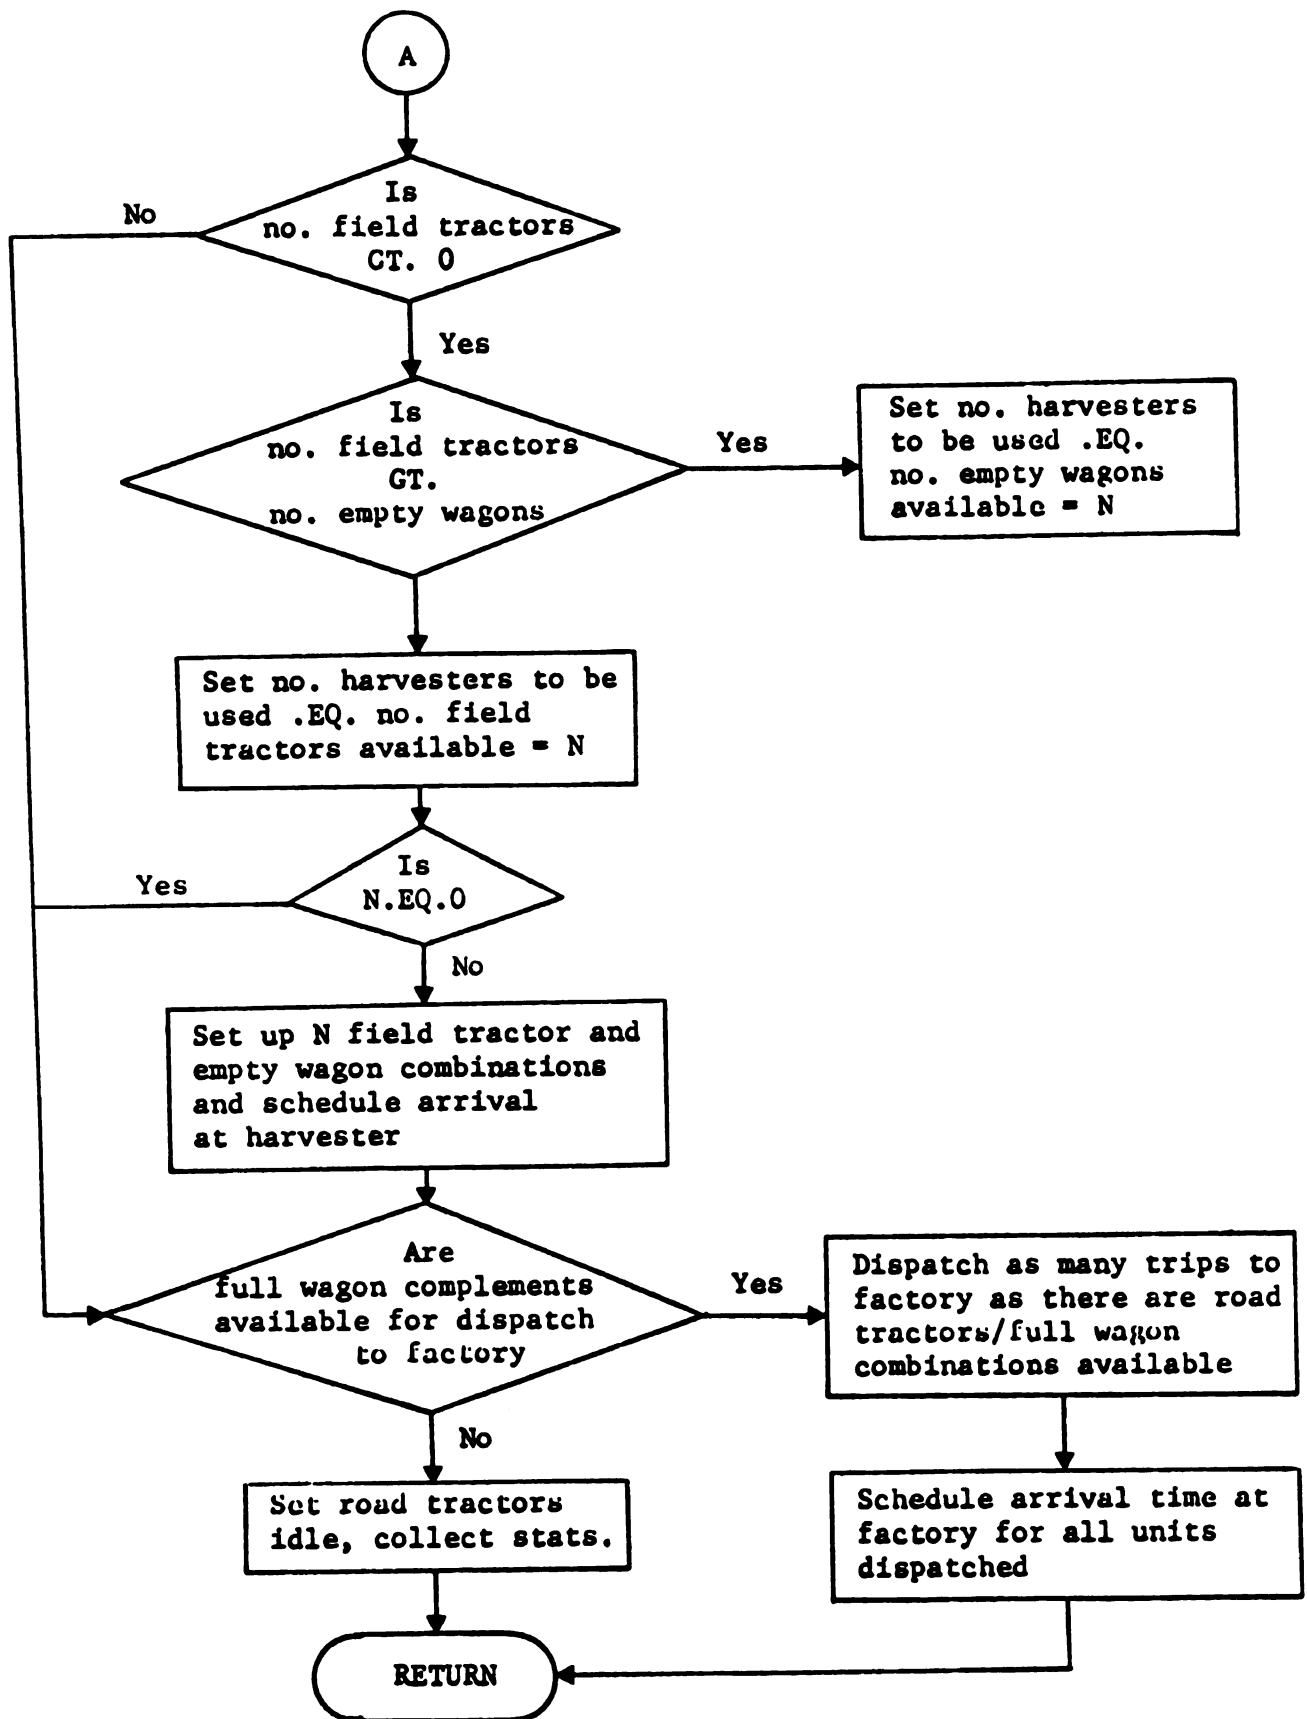 A
Is
no. field tractors
GT. 0
No
Yes
Is
no. field tractors
GT.
no. empty wagons
Yes
Set no. harvesters
to be used .EQ.
no. empty wagons
available = N
Set no. harvesters to be
used .EQ. no. field
tractors available = N
Is
N.EQ.0
Yes
No
Set up N field tractor and
empty wagon combinations
and schedule arrival
at harvester
Are
full wagon complements
available for dispatch
to factory
Yes
Dispatch as many trips to
factory as there are road
tractors/full wagon
combinations available
No
Set road tractors
idle, collect stats.
Schedule arrival time at
factory for all units
dispatched
RETURN